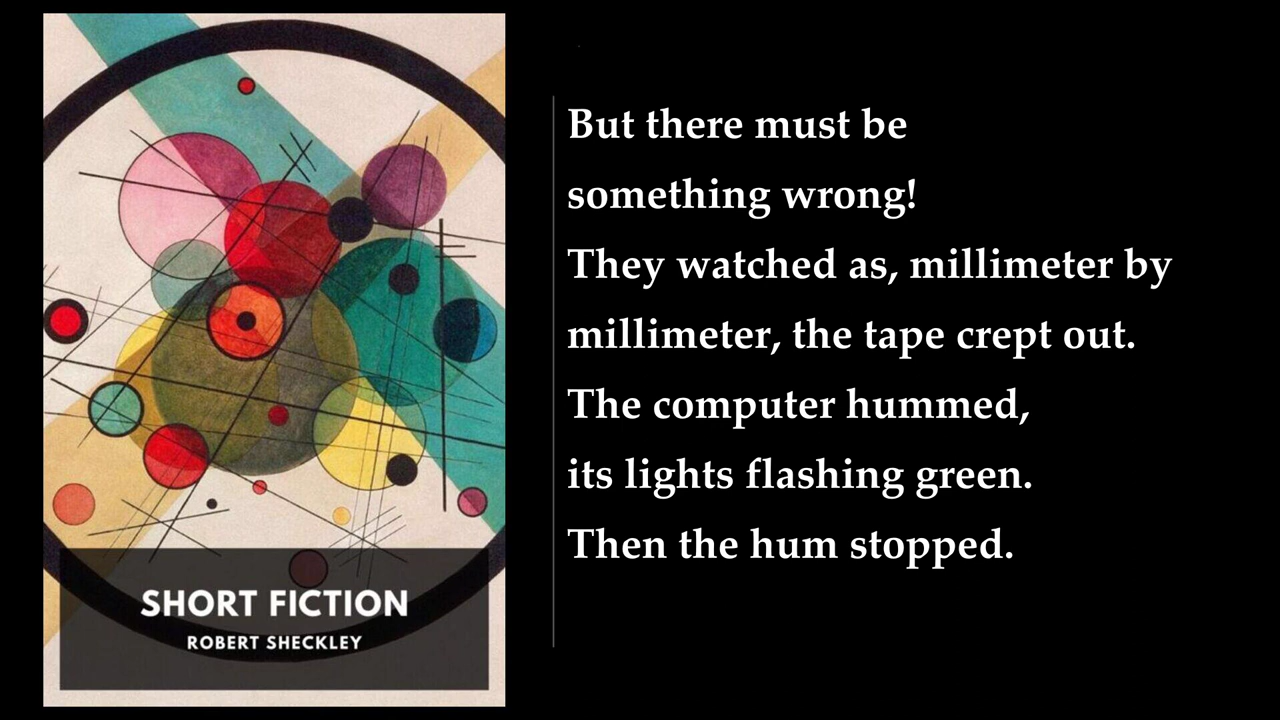 SHORT FICTION
ROBERT SHECKLEY
But there must be
something wrong!
They watched as, millimeter by
millimeter, the tape crept out.
The computer hummed,
its lights flashing green.
Then the hum stopped.